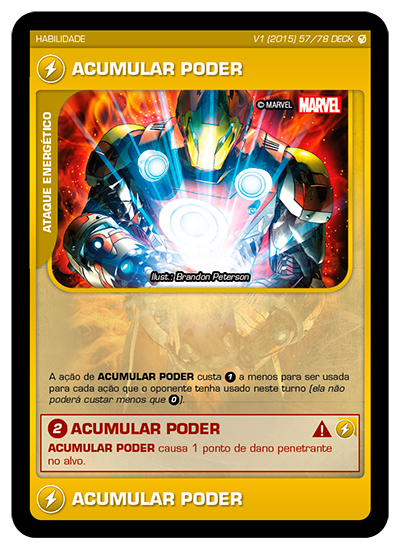 HABILIDADE
V1 (2015) 57/78 DECK
ACUMULAR PODER
ATAQUE ENERGÉTICO
© MARVEL MARVEL
Ilust.: Brandon Peterson
A ação de ACUMULAR PODER custa 1 a menos para ser usada
para cada ação que o oponente tenha usado neste turno (ela não
poderá custar menos que 0).
2 ACUMULAR PODER
ACUMULAR PODER causa 1 ponto de dano penetrante
no alvo.
ACUMULAR PODER